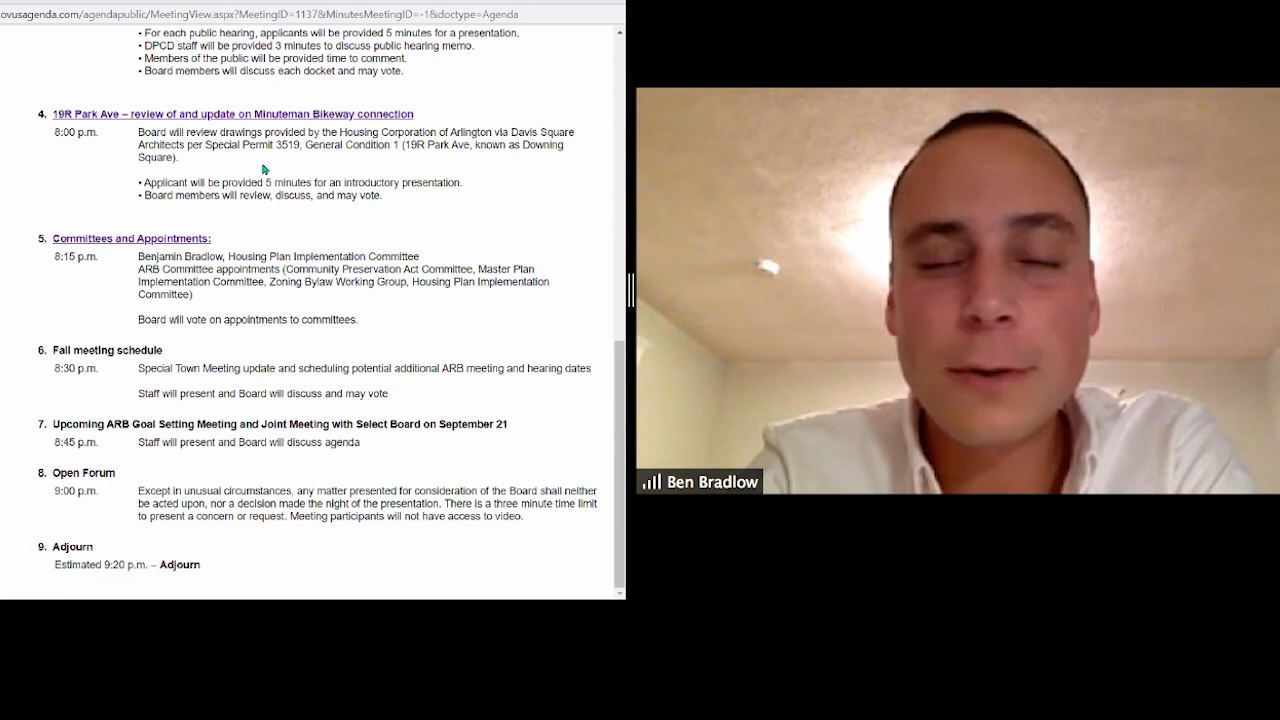 ovusagenda.com/agendapublic/MeetingView.aspx?MeetingID=1137&MinutesMeetingID=-1&doctype=Agenda
• For each public hearing, applicants will be provided 5 minutes for a presentation.
• DPCD staff will be provided 3 minutes to discuss public hearing memo.
• Members of the public will be provided time to comment.
• Board members will discuss each docket and may vote.
4. 19R Park Ave – review of and update on Minuteman Bikeway connection
8:00 p.m. Board will review drawings provided by the Housing Corporation of Arlington via Davis Square
Architects per Special Permit 3519, General Condition 1 (19R Park Ave, known as Downing
Square).
• Applicant will be provided 5 minutes for an introductory presentation.
• Board members will review, discuss, and may vote.
5. Committees and Appointments:
8:15 p.m. Benjamin Bradlow, Housing Plan Implementation Committee
ARB Committee appointments (Community Preservation Act Committee, Master Plan
Implementation Committee, Zoning Bylaw Working Group, Housing Plan Implementation
Committee)
Board will vote on appointments to committees.
6. Fall meeting schedule
8:30 p.m. Special Town Meeting update and scheduling potential additional ARB meeting and hearing dates
Staff will present and Board will discuss and may vote
7. Upcoming ARB Goal Setting Meeting and Joint Meeting with Select Board on September 21
8:45 p.m. Staff will present and Board will discuss agenda
8. Open Forum
9:00 p.m. Except in unusual circumstances, any matter presented for consideration of the Board shall neither
be acted upon, nor a decision made the night of the presentation. There is a three minute time limit
to present a concern or request. Meeting participants will not have access to video.
9. Adjourn
Estimated 9:20 p.m. – Adjourn
Ben Bradlow